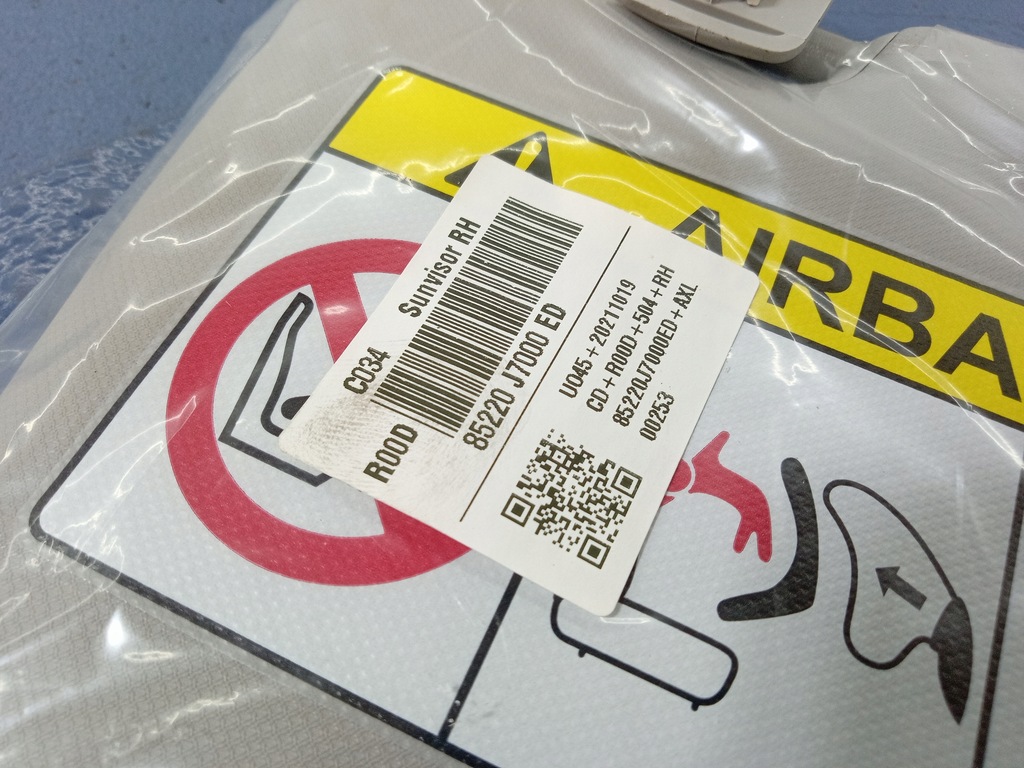 AIRBA
Sunvisor RH
C034
R00D
85220 J7000 ED
U045+20211019
CD+R00D+504+RH
85220J7000ED+AXL
00253